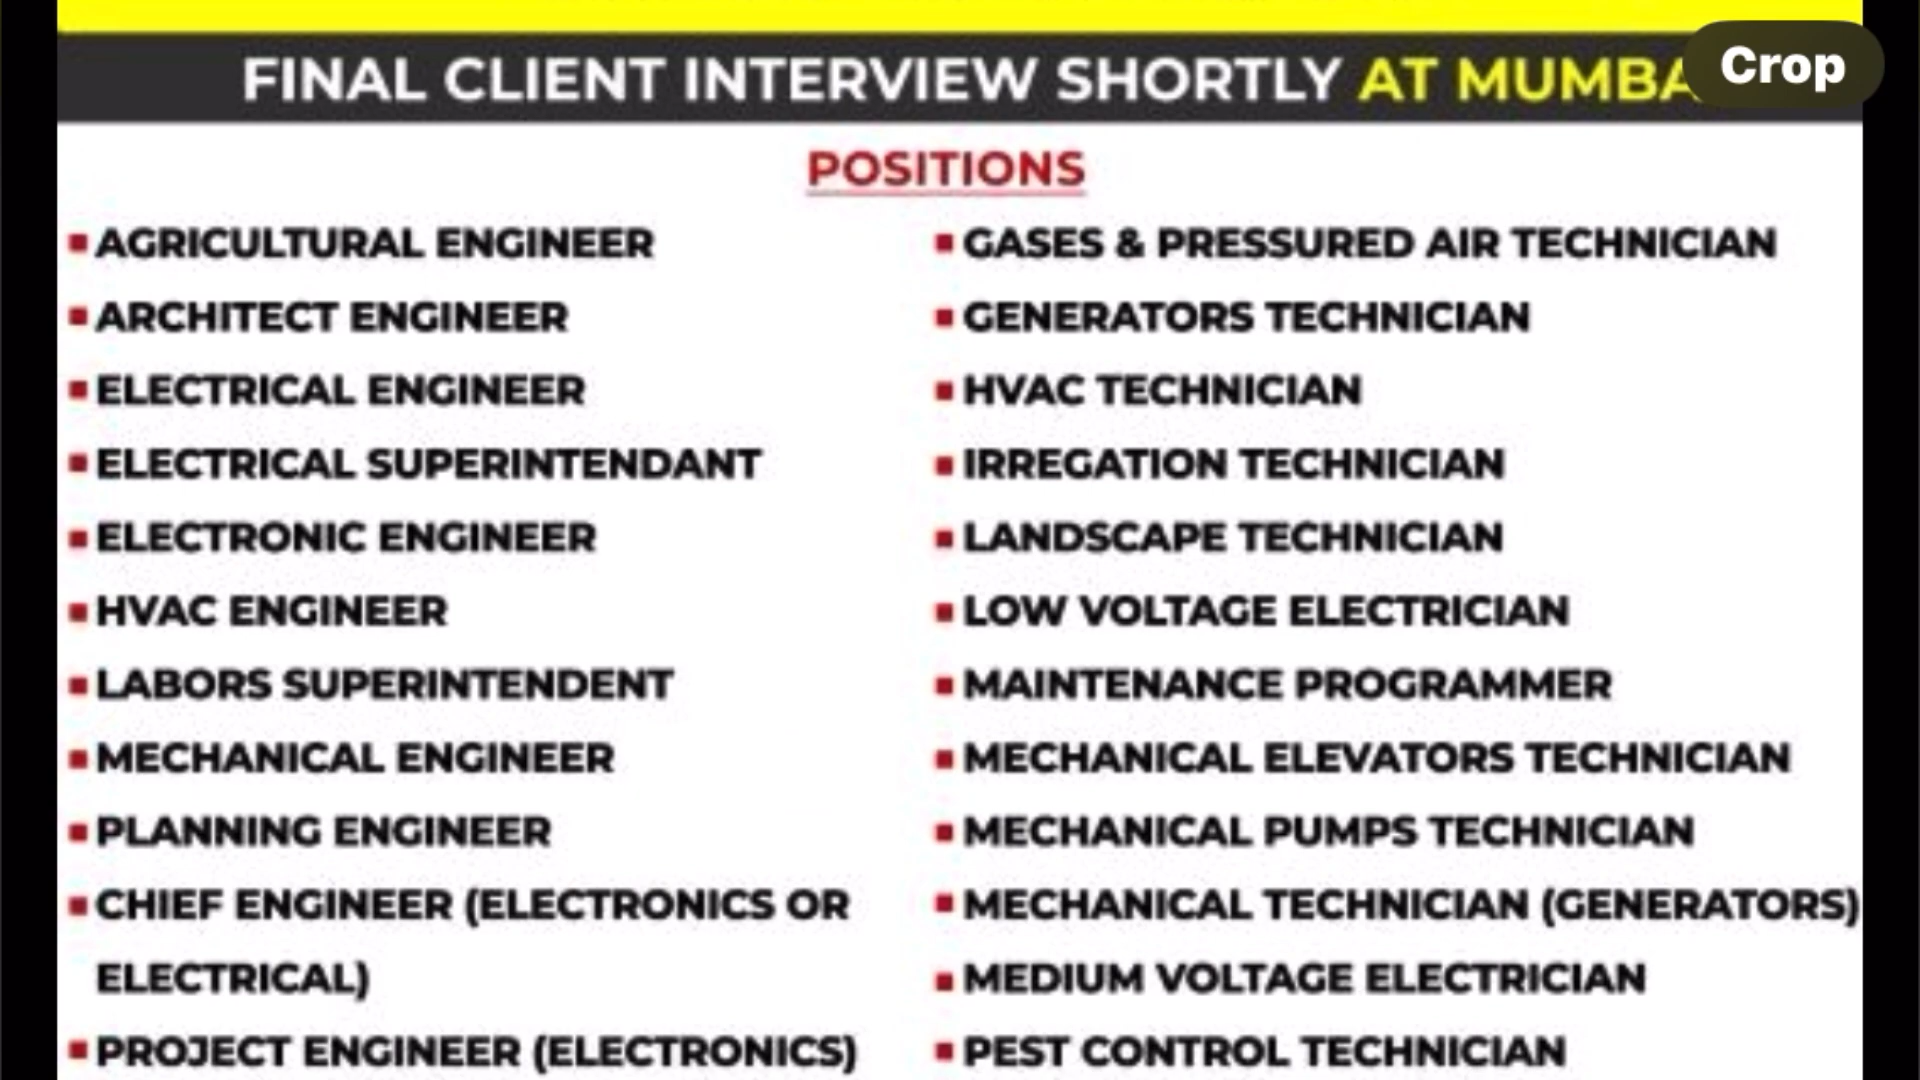 FINAL CLIENT INTERVIEW SHORTLY AT
Crop
POSITIONS
AGRICULTURAL ENGINEER
ARCHITECT ENGINEER
ELECTRICAL ENGINEER
ELECTRICAL SUPERINTENDANT
ELECTRONIC ENGINEER
HVAC ENGINEER
LABORS SUPERINTENDENT
MECHANICAL ENGINEER
PLANNING ENGINEER
CHIEF ENGINEER (ELECTRONICS OR
ELECTRICAL)
PROJECT ENGINEER (ELECTRONICS)
GASES & PRESSURED AIR TECHNICIAN
GENERATORS TECHNICIAN
HVAC TECHNICIAN
IRREGATION TECHNICIAN
LANDSCAPE TECHNICIAN
LOW VOLTAGE ELECTRICIAN
MAINTENANCE PROGRAMMER
MECHANICAL ELEVATORS TECHNICIAN
MECHANICAL PUMPS TECHNICIAN
MECHANICAL TECHNICIAN (GENERATORS)
MEDIUM VOLTAGE ELECTRICIAN
PEST CONTROL TECHNICIAN